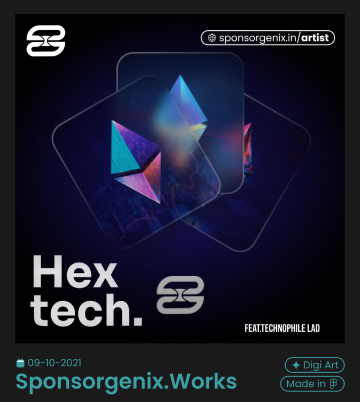 sponsorgenix.in/artist
Hex
tech.
FEAT.TECHNOPHILE LAD
09-10-2021
Digi Art
Sponsorgenix.Works
Made in